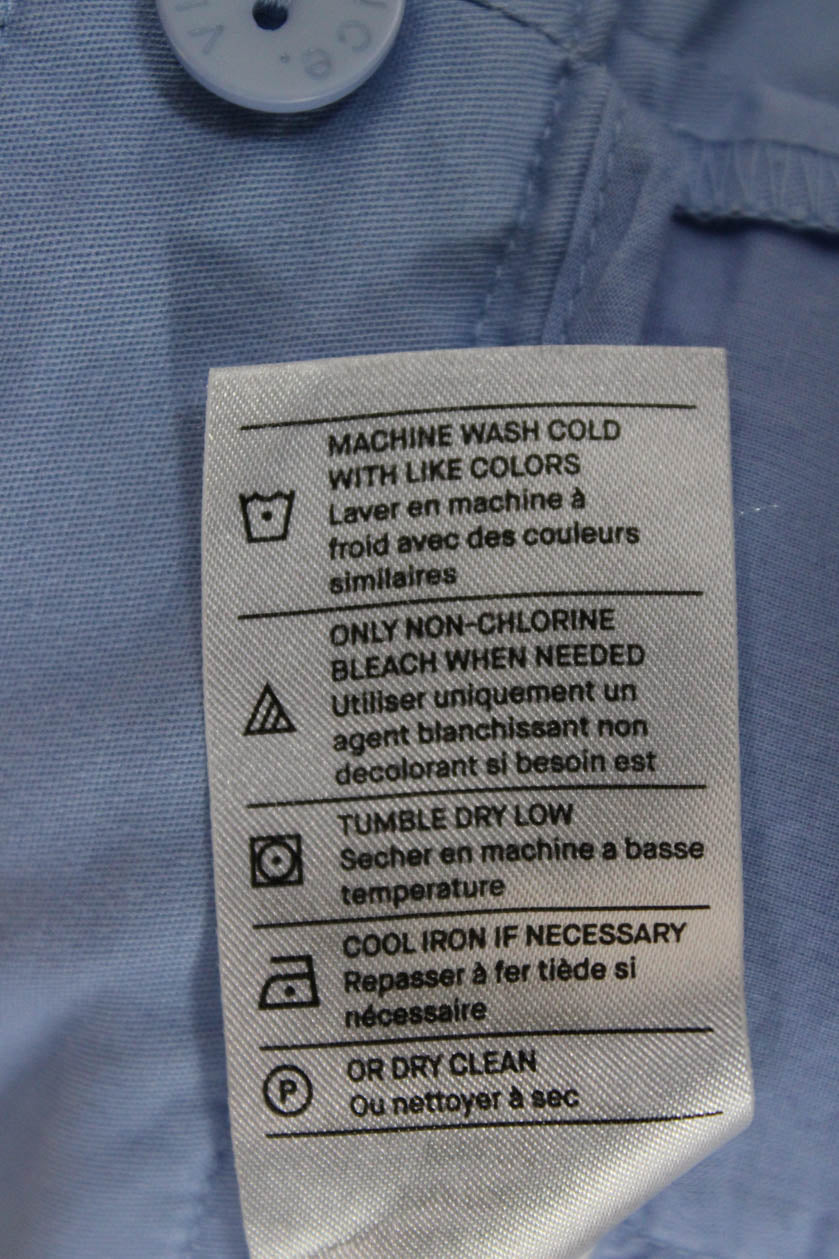 UCE. VI
MACHINE WASH COLD
WITH LIKE COLORS
Laver en machine à
froid avec des couleurs
similaires
ONLY NON-CHLORINE
BLEACH WHEN NEEDED
Utiliser uniquement un
agent blanchissant non
decolorant si besoin est
TUMBLE DRY LOW
Secher en machine a basse
temperature
COOL IRON IF NECESSARY
Repasser à fer tiède si
nécessaire
P
OR DRY CLEAN
Ou nettoyer à sec